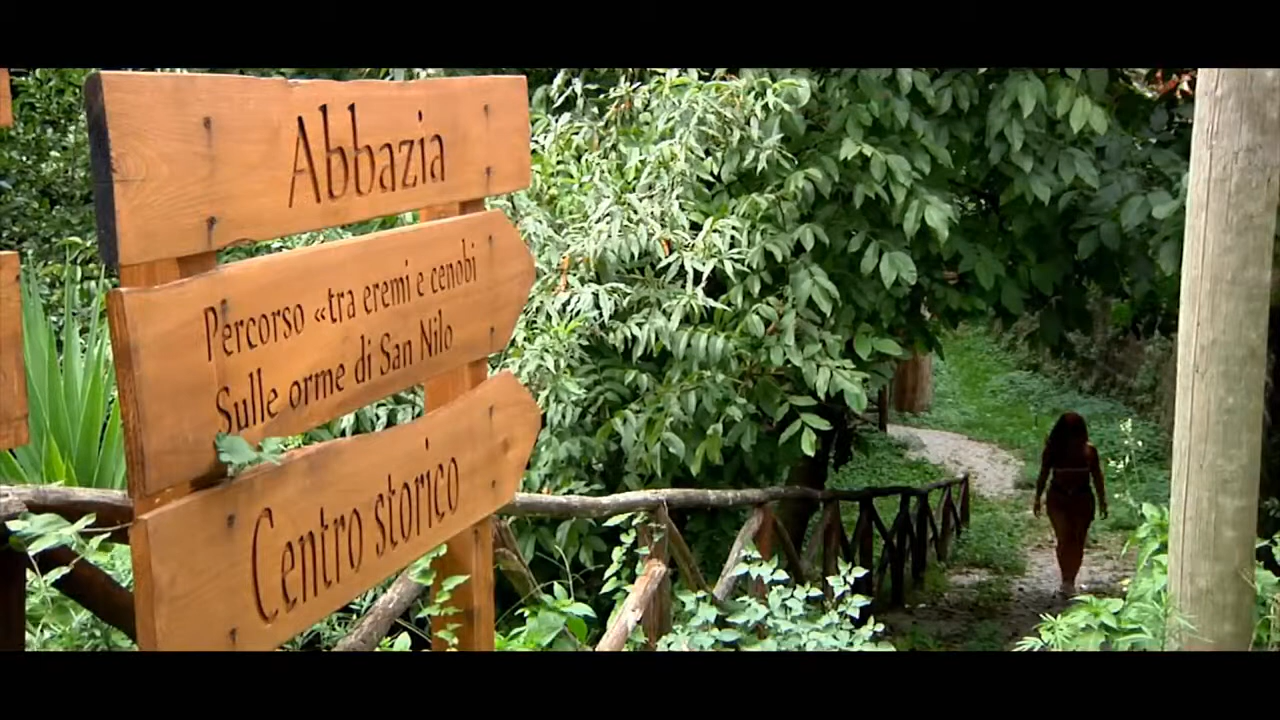 Abbazia
Percorso «tra eremi e cenobi
Sulle orme di San Nilo
Centro storico